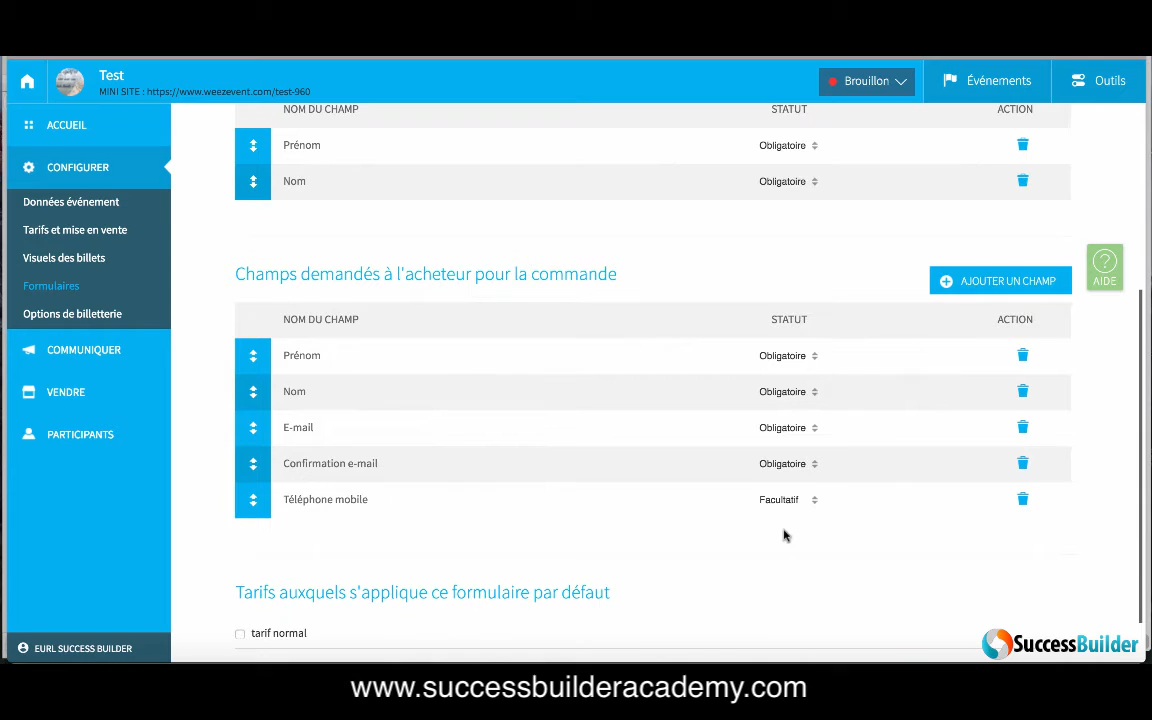 Test
MINI SITE : https://www.weezevent.com/test-960
Brouillon
Événements
Outils
ACCUEIL
CONFIGURER
Données événement
Tarifs et mise en vente
Visuels des billets
Formulaires
Options de billetterie
COMMUNIQUER
VENDRE
PARTICIPANTS
EURL SUCCESS BUILDER
NOM DU CHAMP STATUT ACTION
Prénom Obligatoire
Nom Obligatoire
Champs demandés à l'acheteur pour la commande
AJOUTER UN CHAMP
? AIDE
NOM DU CHAMP STATUT ACTION
Prénom Obligatoire
Nom Obligatoire
E-mail Obligatoire
Confirmation e-mail Obligatoire
Téléphone mobile Facultatif
Tarifs auxquels s'applique ce formulaire par défaut
tarif normal
SuccessBuilder
www.successbuilderacademy.com